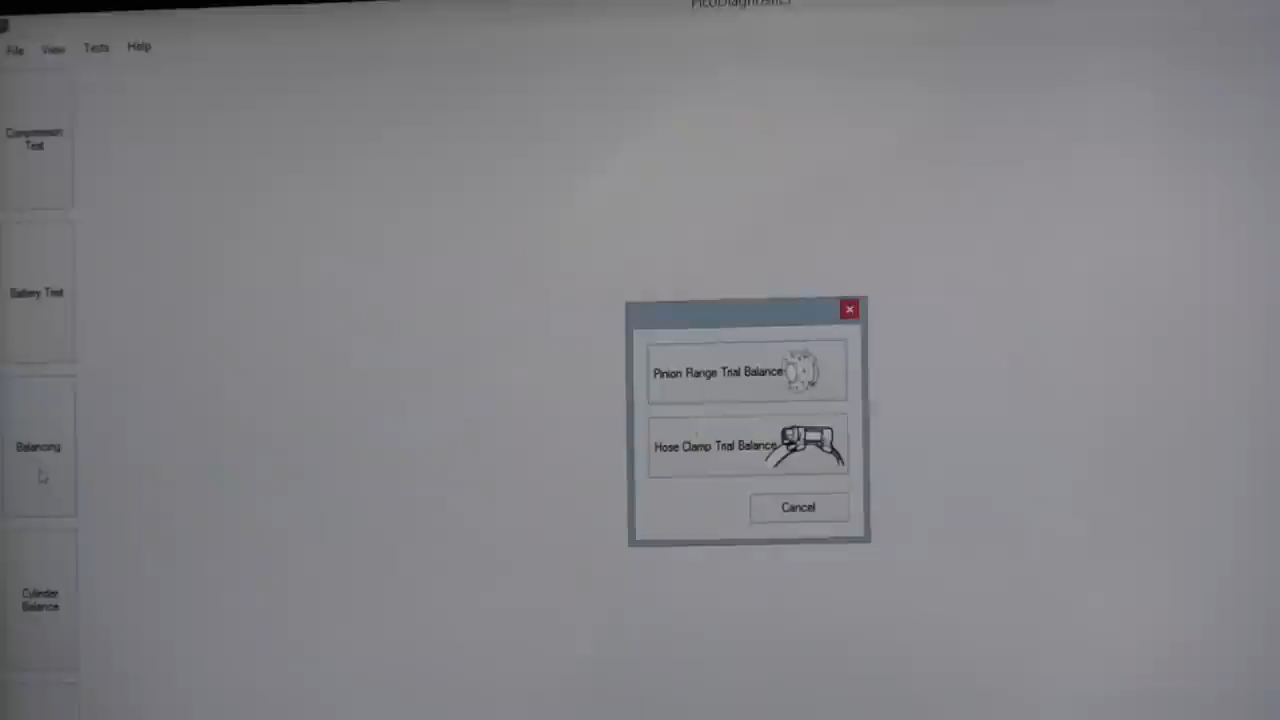 PicoDiagnostics
File View Tests Help
Compression
Test
Battery Test
Balancing
Cylinder
Balance
Pinion Flange Trial Balance
Hose Clamp Trial Balance
Cancel